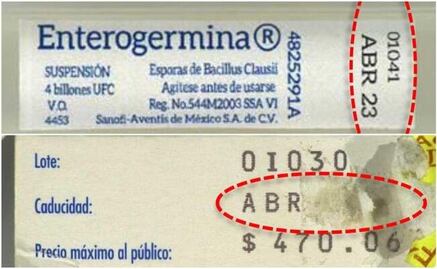 Enterogermina®
SUSPENSIÓN
4 billones UFC
V.O.
4453
Esporas de Bacillus Clausii
Agítese antes de usarse
Reg. No.544M2003 SSA VI
Sanofi-Aventis de México S.A. de C.V.
4825291A
01041
ABR 23
Lote: 01030
Caducidad: ABR
Precio máximo al público: $ 470.06